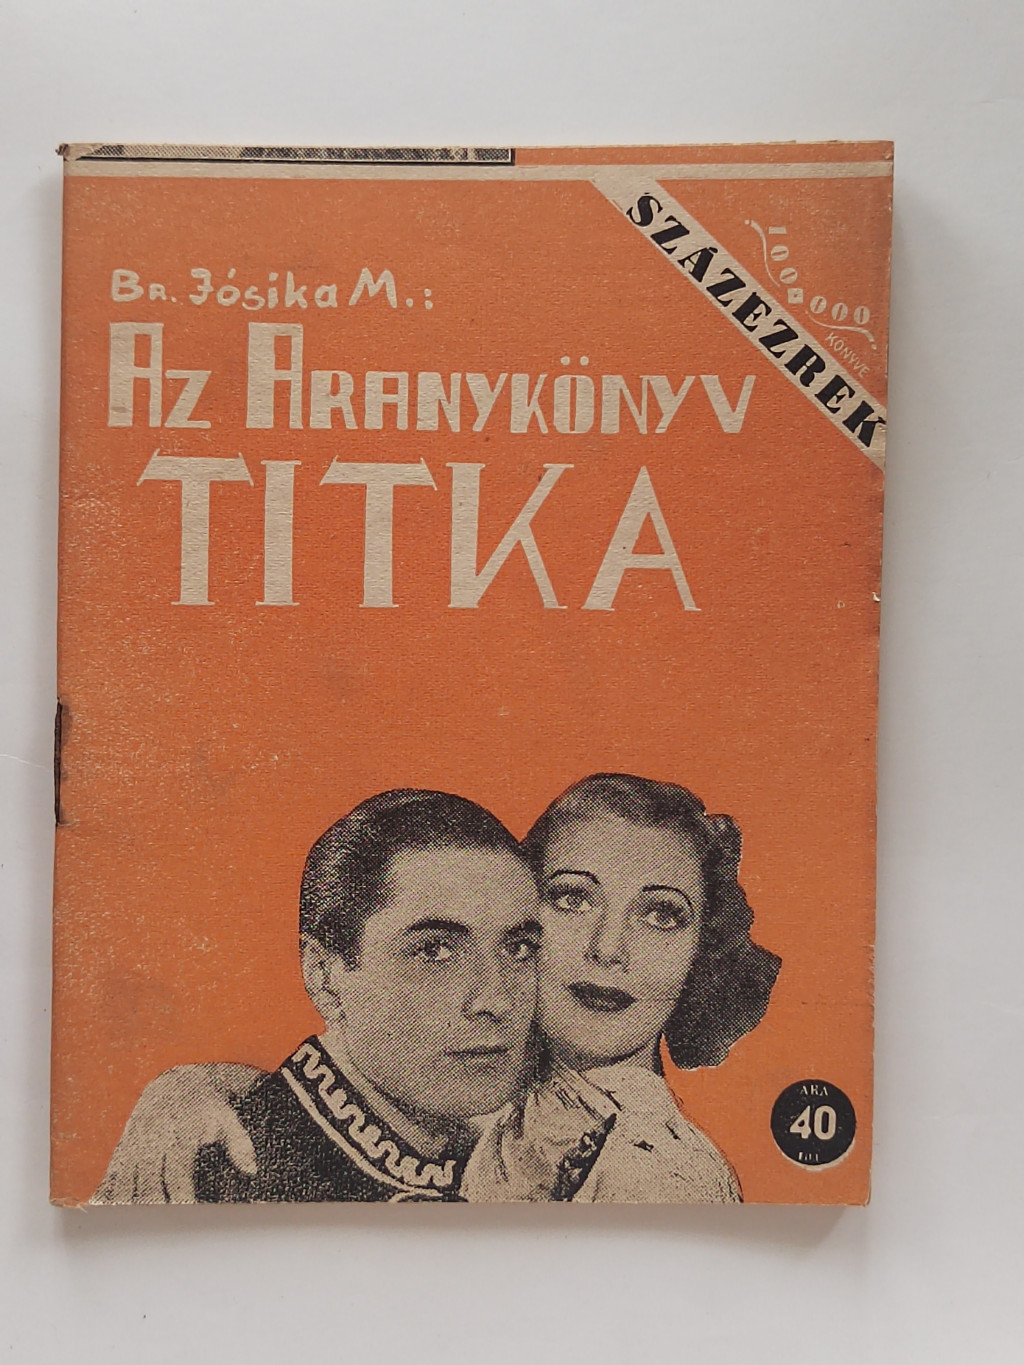 SZÁZEZREK
100.000
KÖNYVE
Br. Jósika M.:
Az Aranykönyv
TITKA
ÁRA
40
FILL